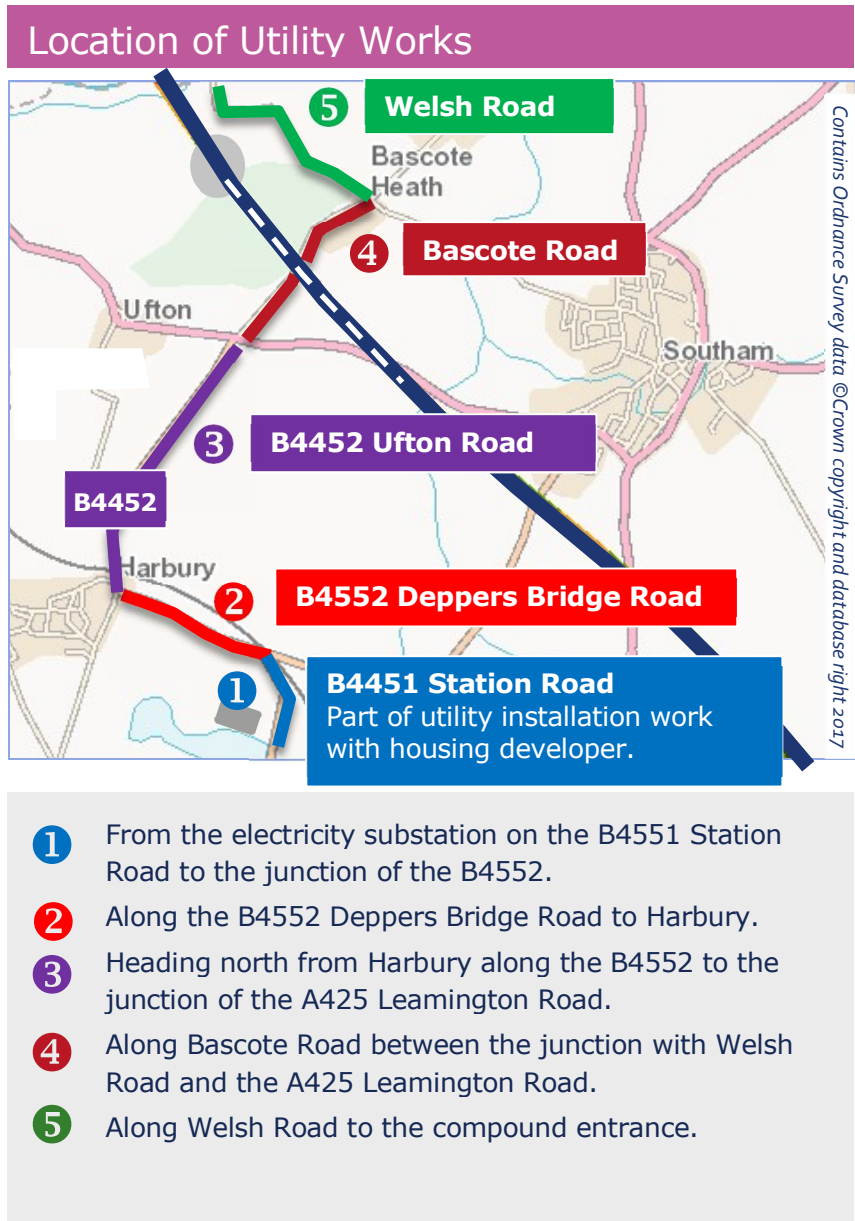 Location of Utility Works
5 Welsh Road
Bascote
Heath
4 Bascote Road
Ufton
Southam
3 B4452 Ufton Road
B4452
Harbury
2 B4552 Deppers Bridge Road
1 B4451 Station Road
Part of utility installation work
with housing developer.
Contains Ordnance Survey data ©Crown copyright and database right 2017
1 From the electricity substation on the B4551 Station
Road to the junction of the B4552.
2 Along the B4552 Deppers Bridge Road to Harbury.
3 Heading north from Harbury along the B4552 to the
junction of the A425 Leamington Road.
4 Along Bascote Road between the junction with Welsh
Road and the A425 Leamington Road.
5 Along Welsh Road to the compound entrance.